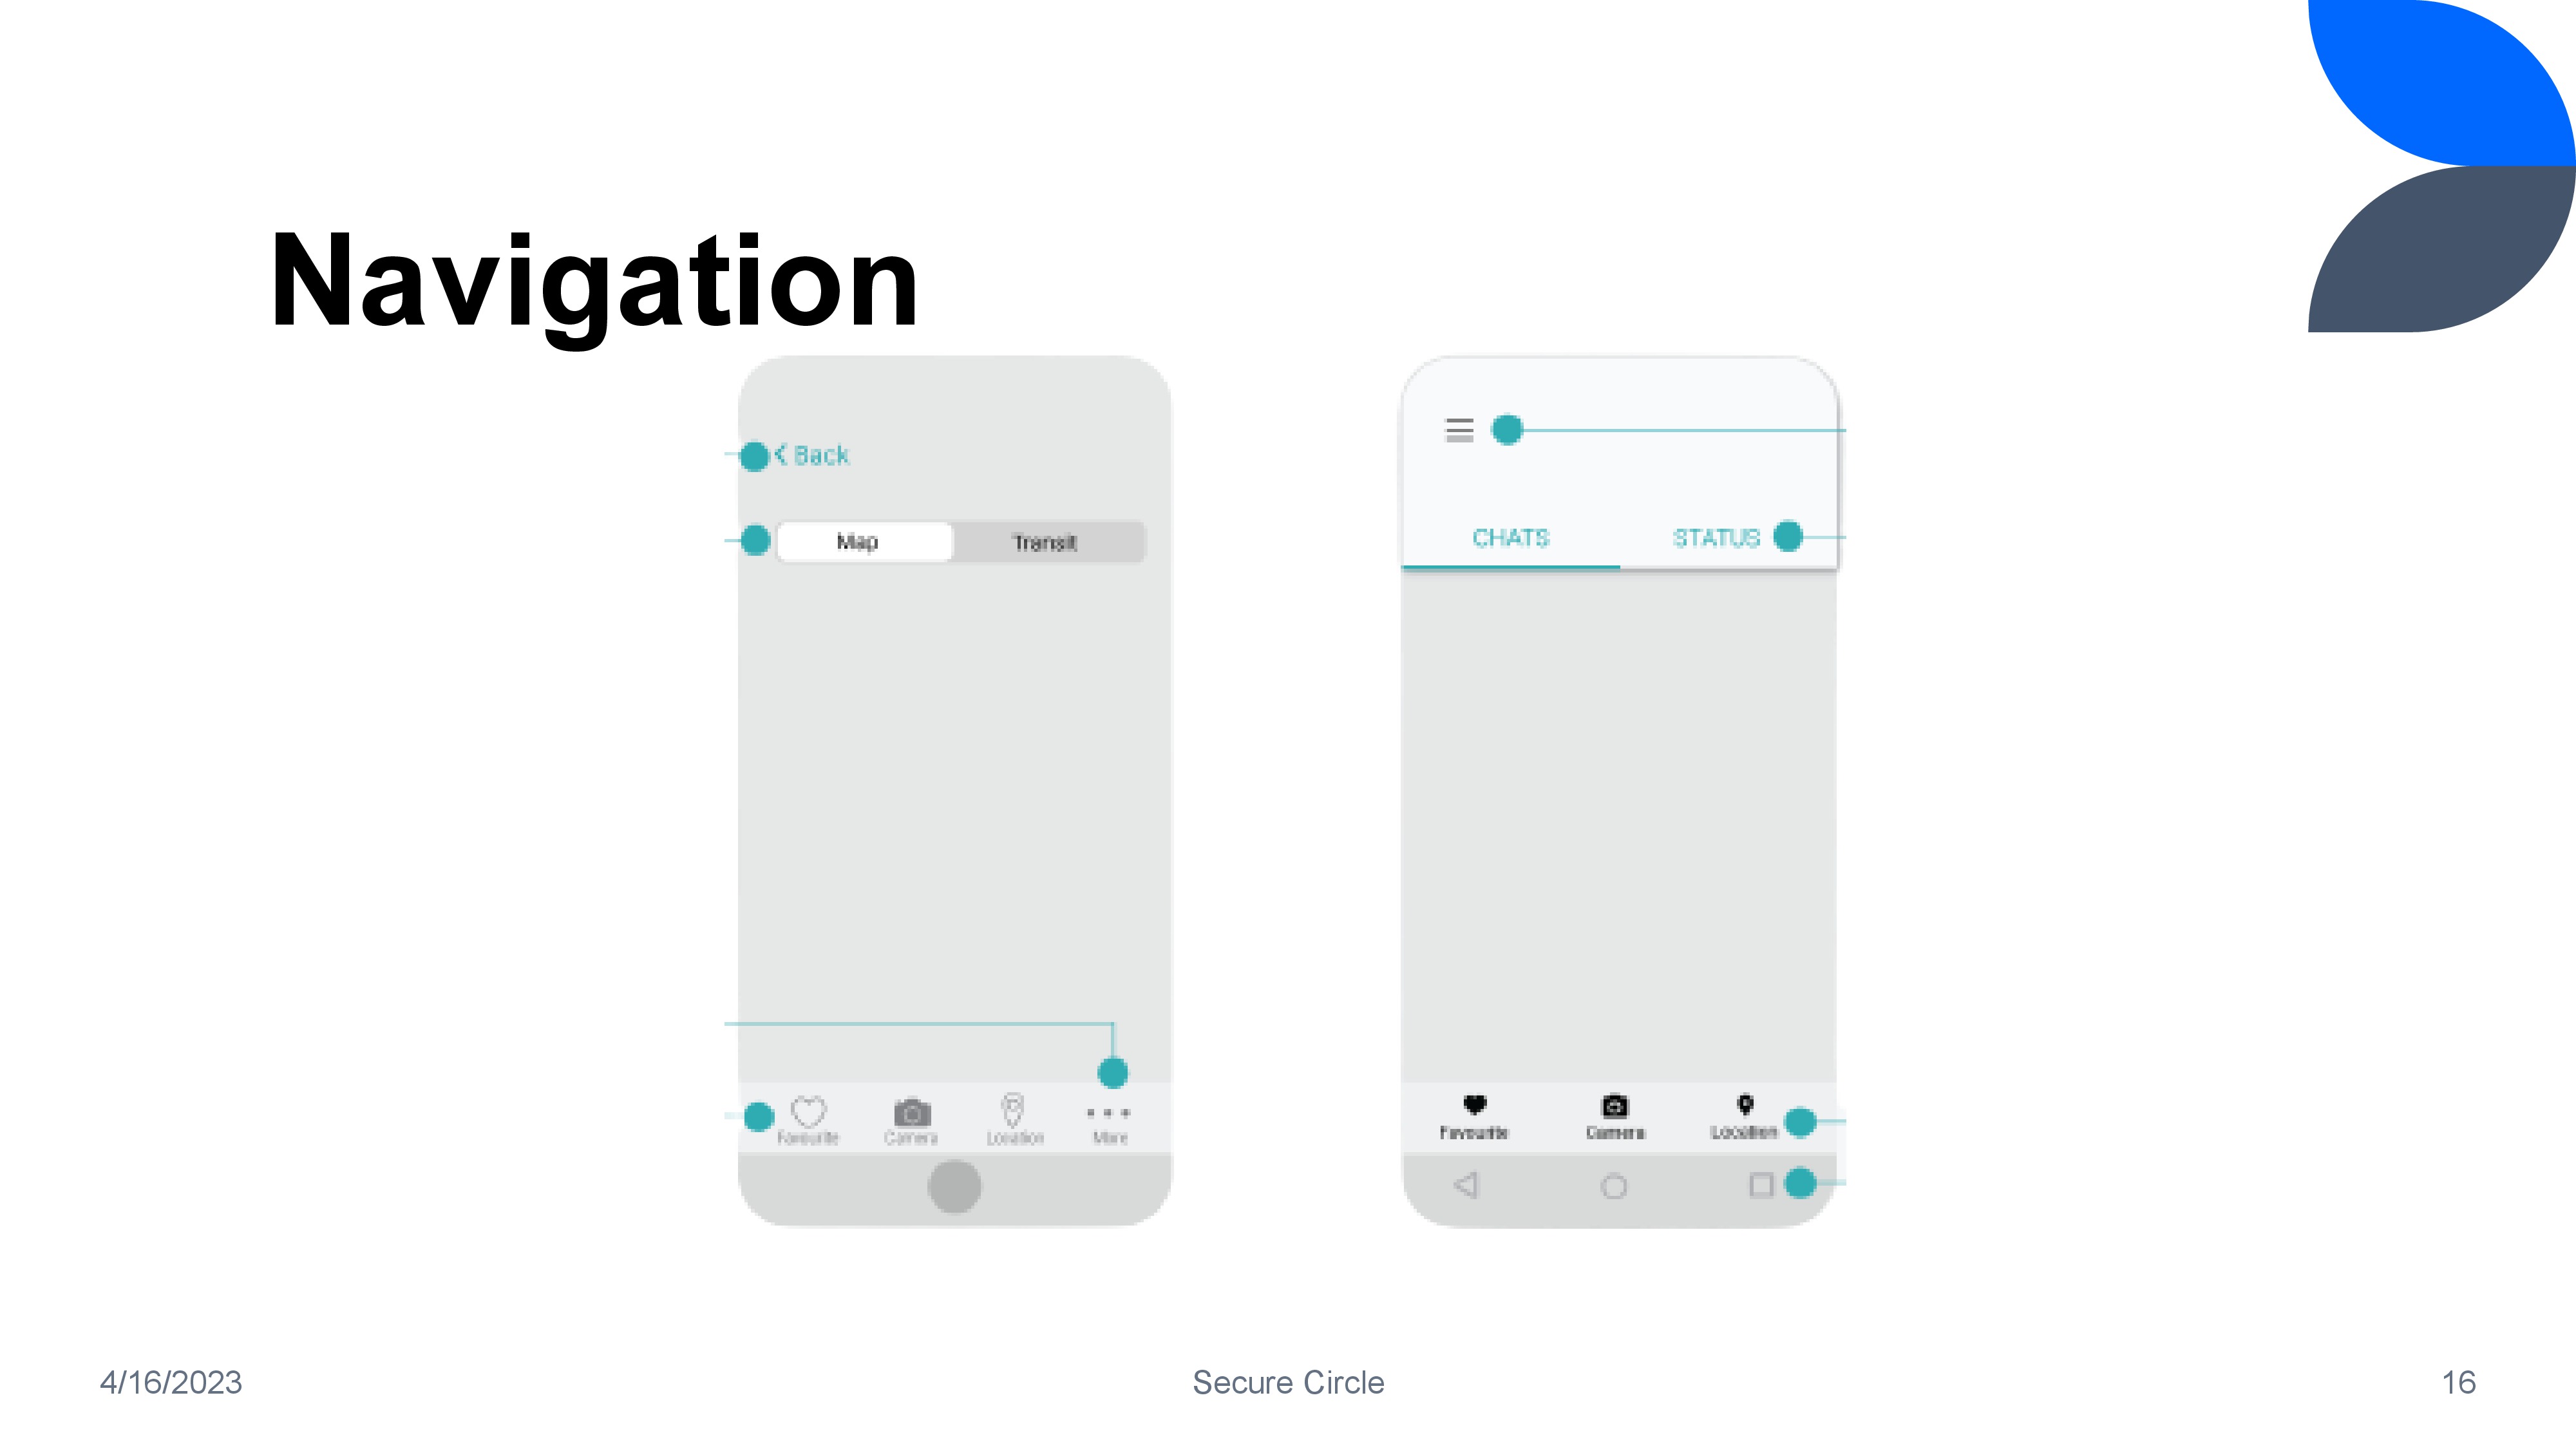 Navigation
Back
Map Transit
Favourite Camera Location More
CHATS STATUS
Favourite Camera Location
4/16/2023 Secure Circle 16